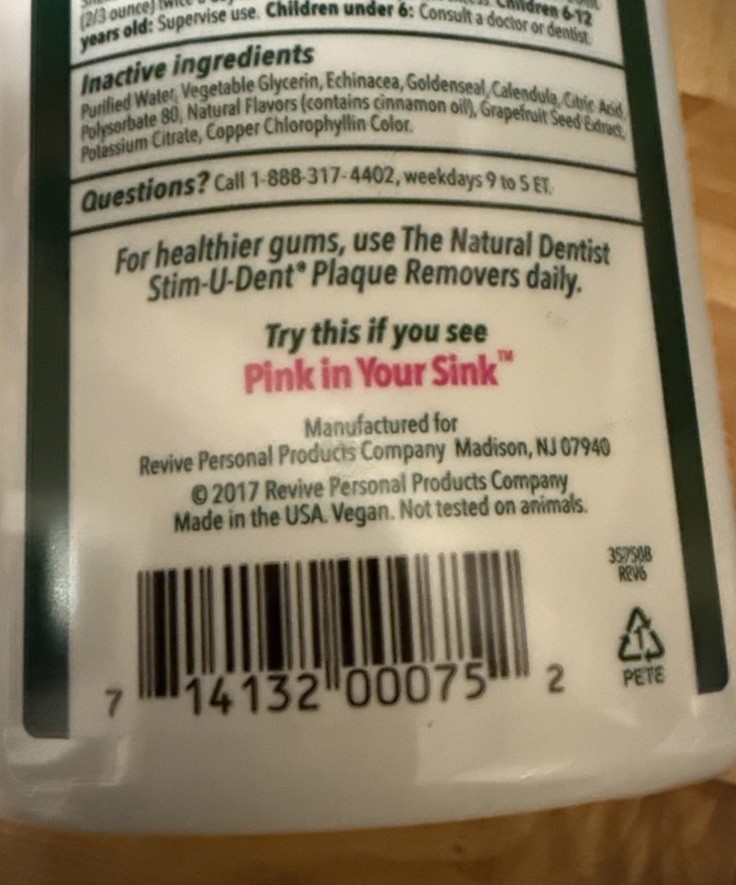 (2/3 ounce) Children 6-12
years old: Supervise use. Children under 6: Consult a doctor or dentist.
Inactive ingredients
Purified Water, Vegetable Glycerin, Echinacea, Goldenseal, Calendula, Citric Acid,
Polysorbate 80, Natural Flavors (contains cinnamon oil), Grapefruit Seed Extract,
Potassium Citrate, Copper Chlorophyllin Color.
Questions? Call 1-888-317-4402, weekdays 9 to 5 ET.
For healthier gums, use The Natural Dentist
Stim-U-Dent® Plaque Removers daily.
Try this if you see
Pink in Your Sink™
Manufactured for
Revive Personal Products Company Madison, NJ 07940
© 2017 Revive Personal Products Company
Made in the USA. Vegan. Not tested on animals.
REV6
1
PETE
7 14132 00075 2